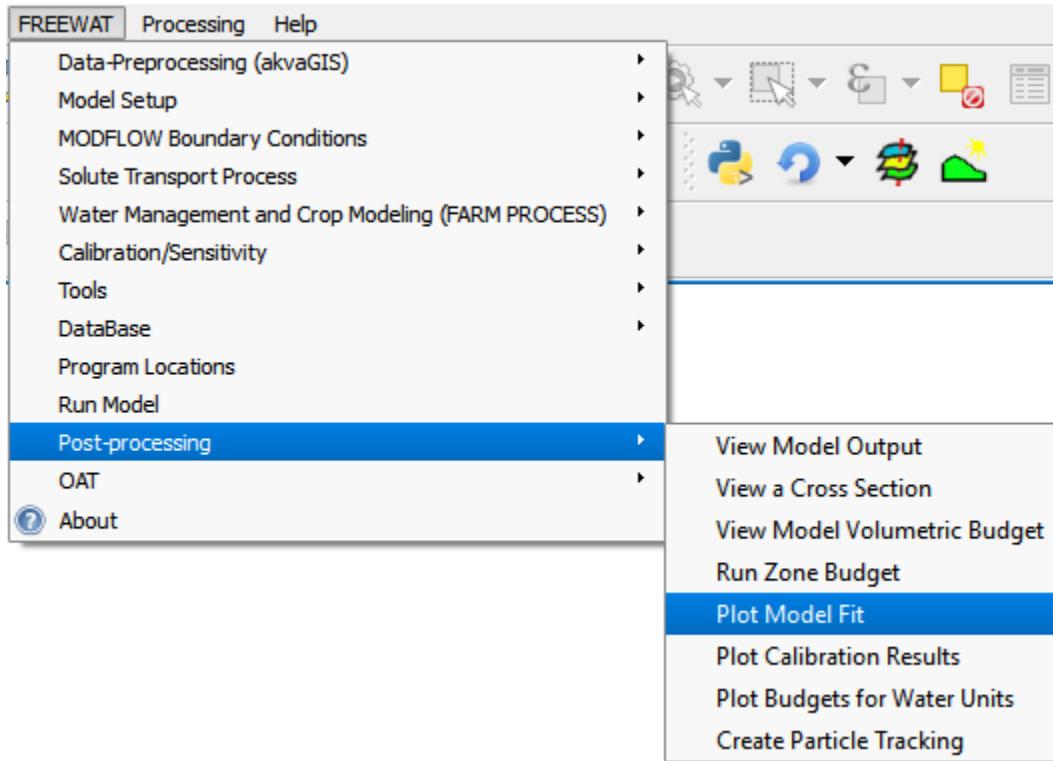 FREEWAT Processing Help
Data-Preprocessing (akvaGIS)
Model Setup
MODFLOW Boundary Conditions
Solute Transport Process
Water Management and Crop Modeling (FARM PROCESS)
Calibration/Sensitivity
Tools
DataBase
Program Locations
Run Model
Post-processing
OAT
About
View Model Output
View a Cross Section
View Model Volumetric Budget
Run Zone Budget
Plot Model Fit
Plot Calibration Results
Plot Budgets for Water Units
Create Particle Tracking